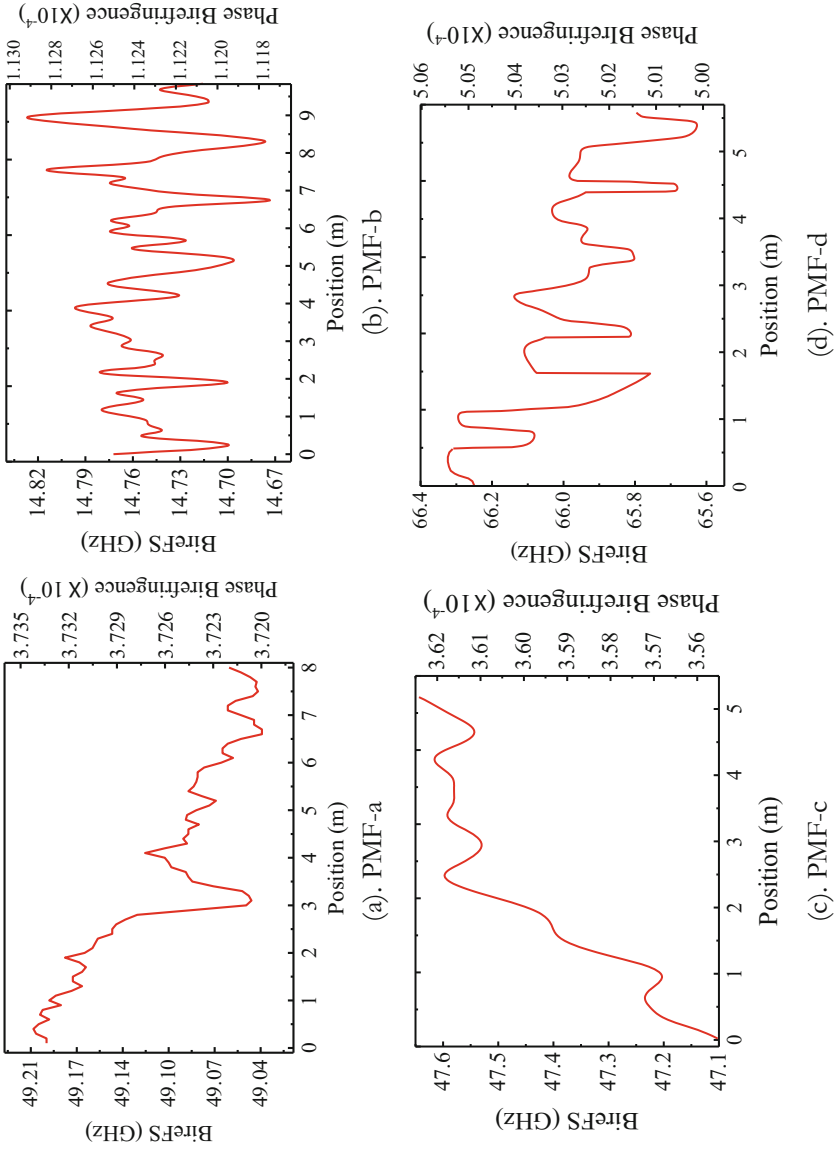 BireFS (GHz)
49.21
49.17
49.14
49.10
49.07
49.04
3.735
3.732
3.729
3.726
3.723
3.720
Phase Birefringence (X10⁻⁴)
0 1 2 3 4 5 6 7 8
Position (m)
(a). PMF-a
BireFS (GHz)
14.82
14.79
14.76
14.73
14.70
14.67
1.130
1.128
1.126
1.125
1.123
1.122
1.120
1.119
1.118
Phase Birefringence (X10⁻⁴)
0 1 2 3 4 5 6 7 8 9
Position (m)
(b). PMF-b
BireFS (GHz)
47.6
47.5
47.4
47.3
47.2
47.1
3.62
3.61
3.60
3.59
3.58
3.57
3.56
Phase Birefringence (X10⁻⁴)
0 1 2 3 4 5
Position (m)
(c). PMF-c
BireFS (GHz)
66.4
66.2
66.0
65.8
65.6
5.06
5.05
5.04
5.03
5.02
5.01
5.00
Phase BIrefringence (X10⁻⁴)
0 1 2 3 4 5
Position (m)
(d). PMF-d